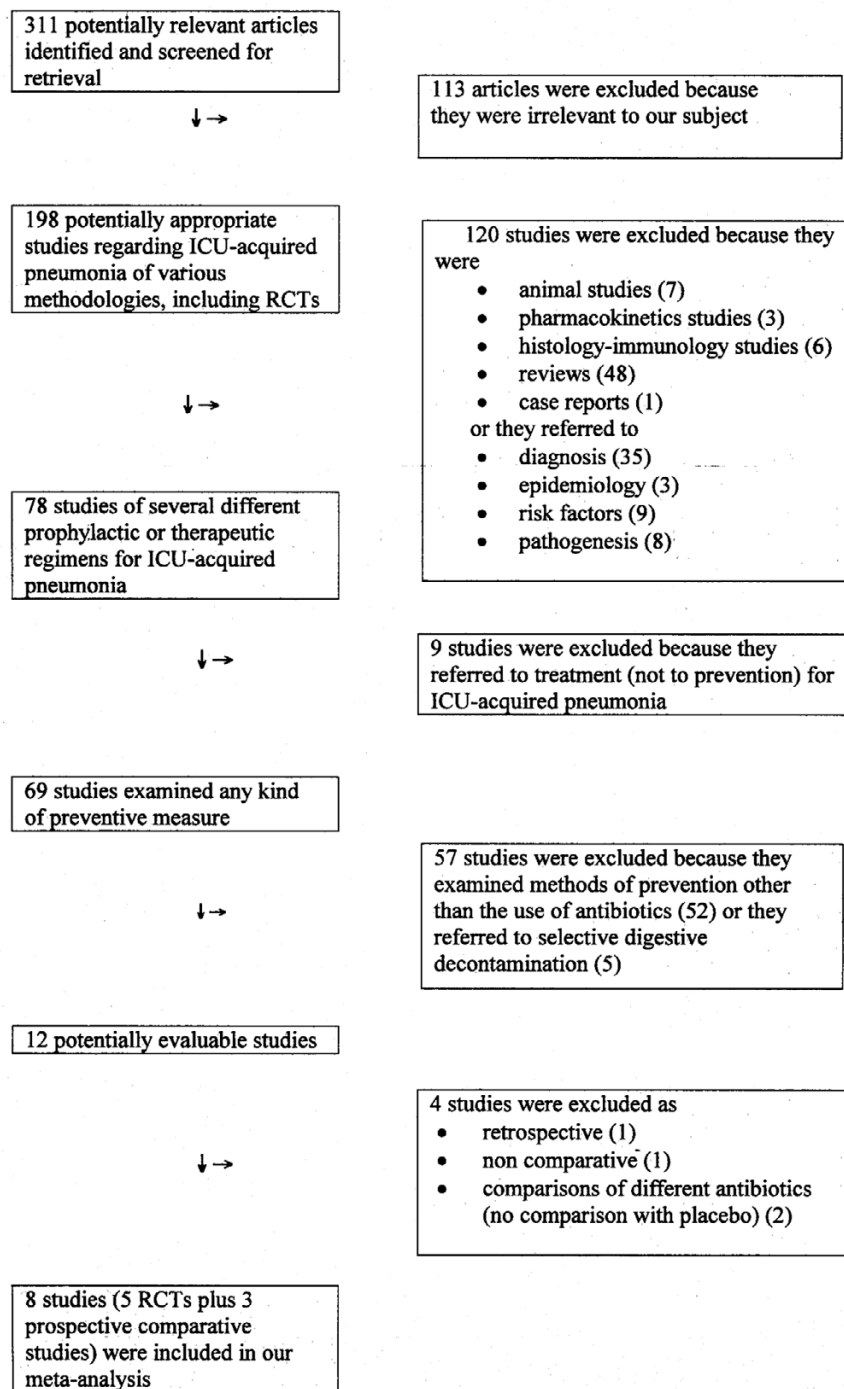 311 potentially relevant articles
identified and screened for
retrieval
↓→
113 articles were excluded because
they were irrelevant to our subject
198 potentially appropriate
studies regarding ICU-acquired
pneumonia of various
methodologies, including RCTs
↓→
120 studies were excluded because they
were
• animal studies (7)
• pharmacokinetics studies (3)
• histology-immunology studies (6)
• reviews (48)
• case reports (1)
or they referred to
• diagnosis (35)
• epidemiology (3)
• risk factors (9)
• pathogenesis (8)
78 studies of several different
prophylactic or therapeutic
regimens for ICU-acquired
pneumonia
↓→
9 studies were excluded because they
referred to treatment (not to prevention) for
ICU-acquired pneumonia
69 studies examined any kind
of preventive measure
↓→
57 studies were excluded because they
examined methods of prevention other
than the use of antibiotics (52) or they
referred to selective digestive
decontamination (5)
12 potentially evaluable studies
↓→
4 studies were excluded as
• retrospective (1)
• non comparative (1)
• comparisons of different antibiotics
(no comparison with placebo) (2)
8 studies (5 RCTs plus 3
prospective comparative
studies) were included in our
meta-analysis